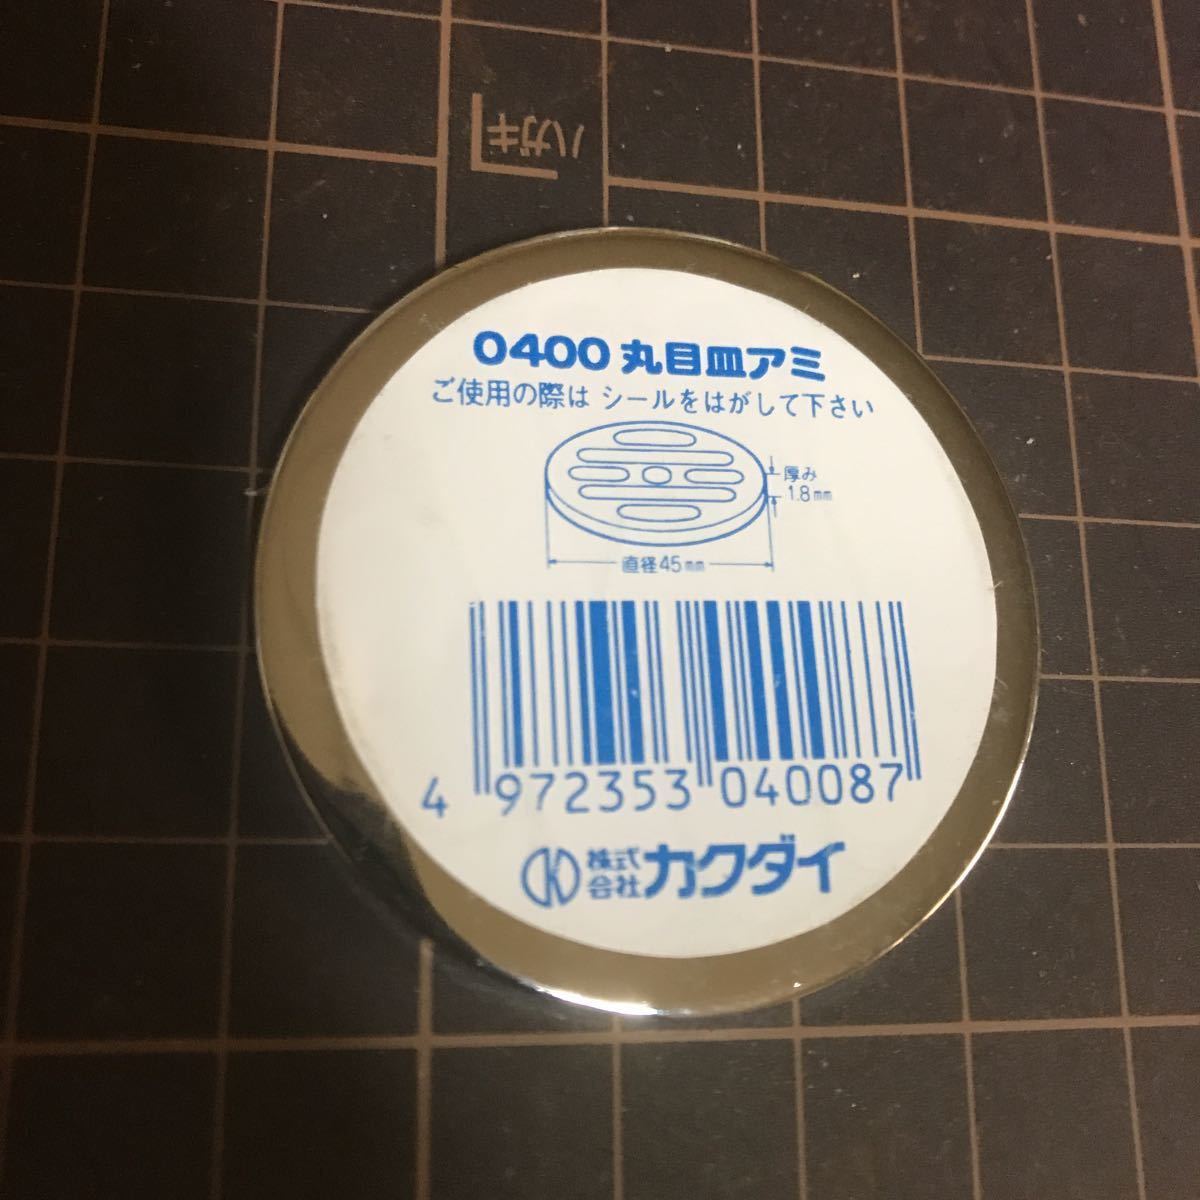 ハガキ
0400 丸目皿アミ
ご使用の際は シールをはがして下さい
厚み
1.8mm
直径45mm
4 972353 040087
株式会社 カクダイ